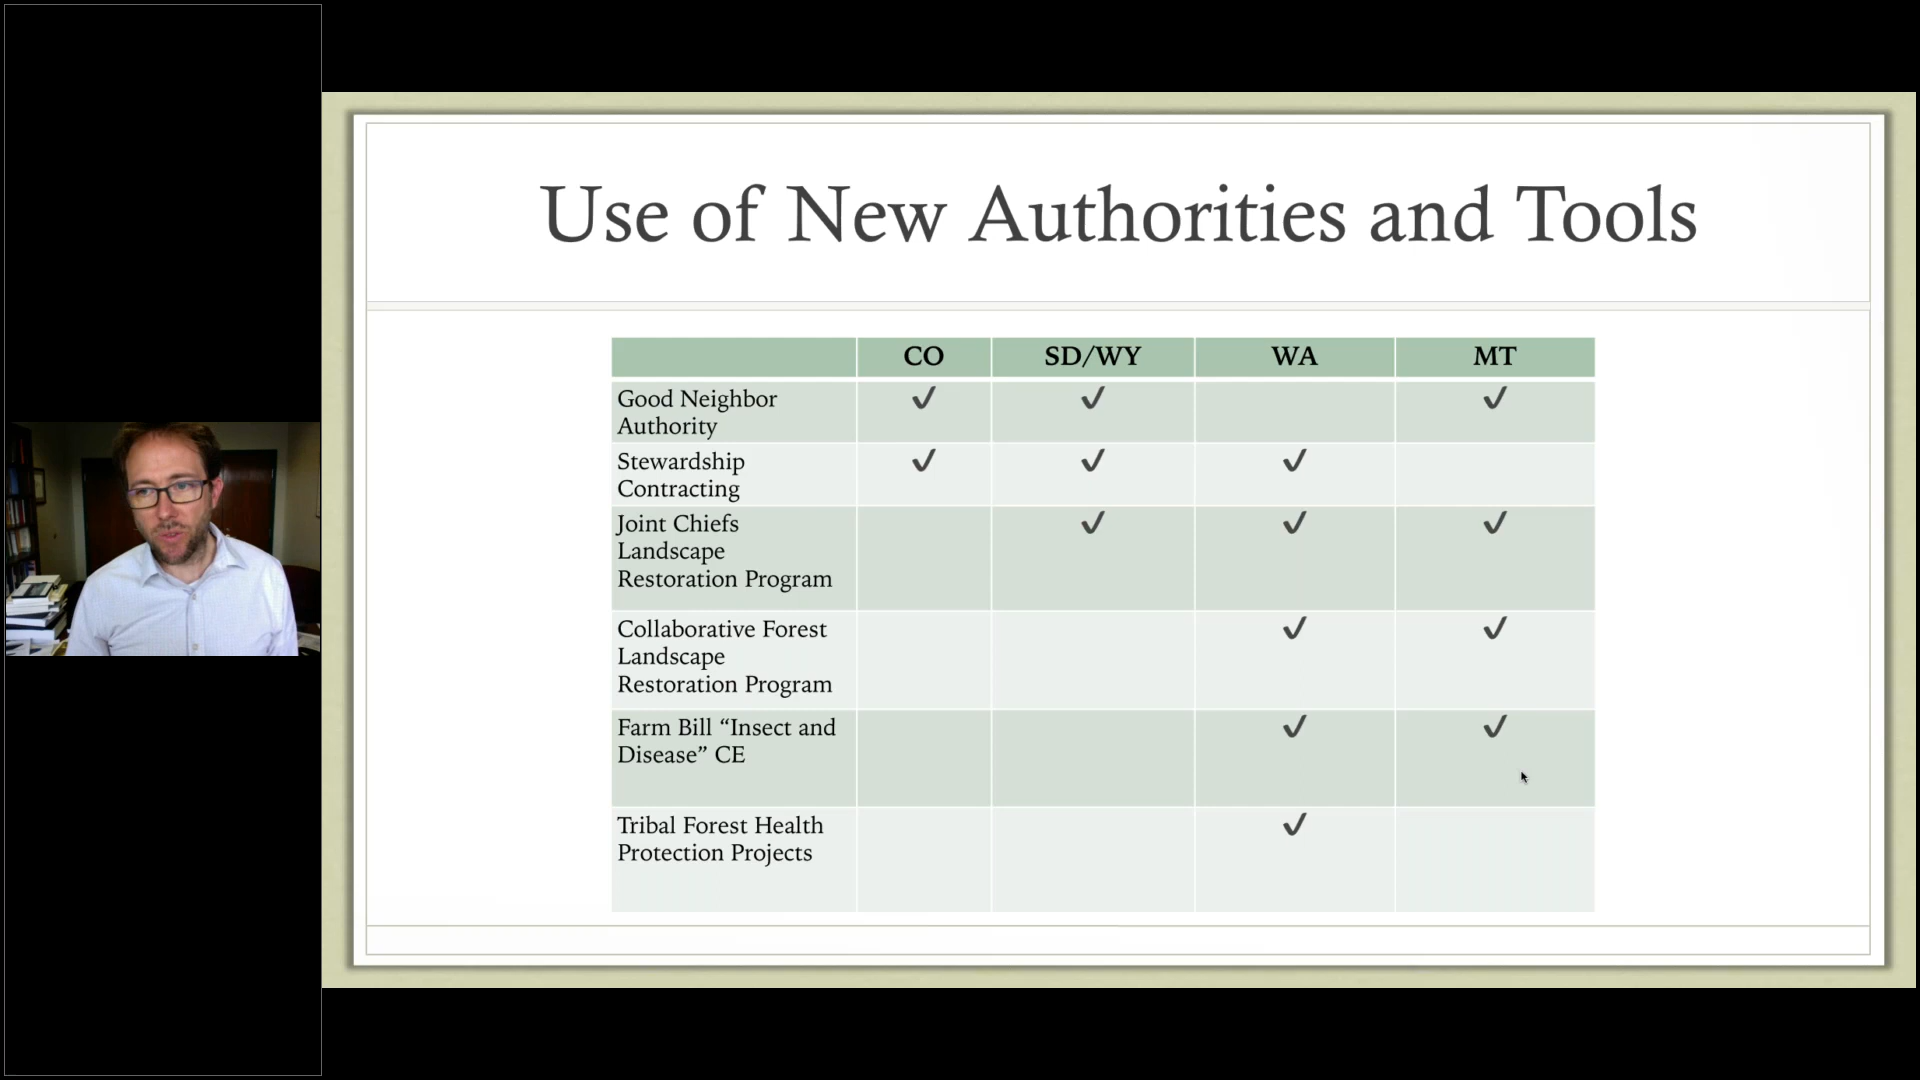 Use of New Authorities and Tools
CO SD/WY WA MT
Good Neighbor ✓ ✓ ✓
Authority
Stewardship ✓ ✓ ✓
Contracting
Joint Chiefs ✓ ✓ ✓
Landscape
Restoration Program
Collaborative Forest ✓ ✓
Landscape
Restoration Program
Farm Bill “Insect and ✓ ✓
Disease” CE
Tribal Forest Health ✓
Protection Projects